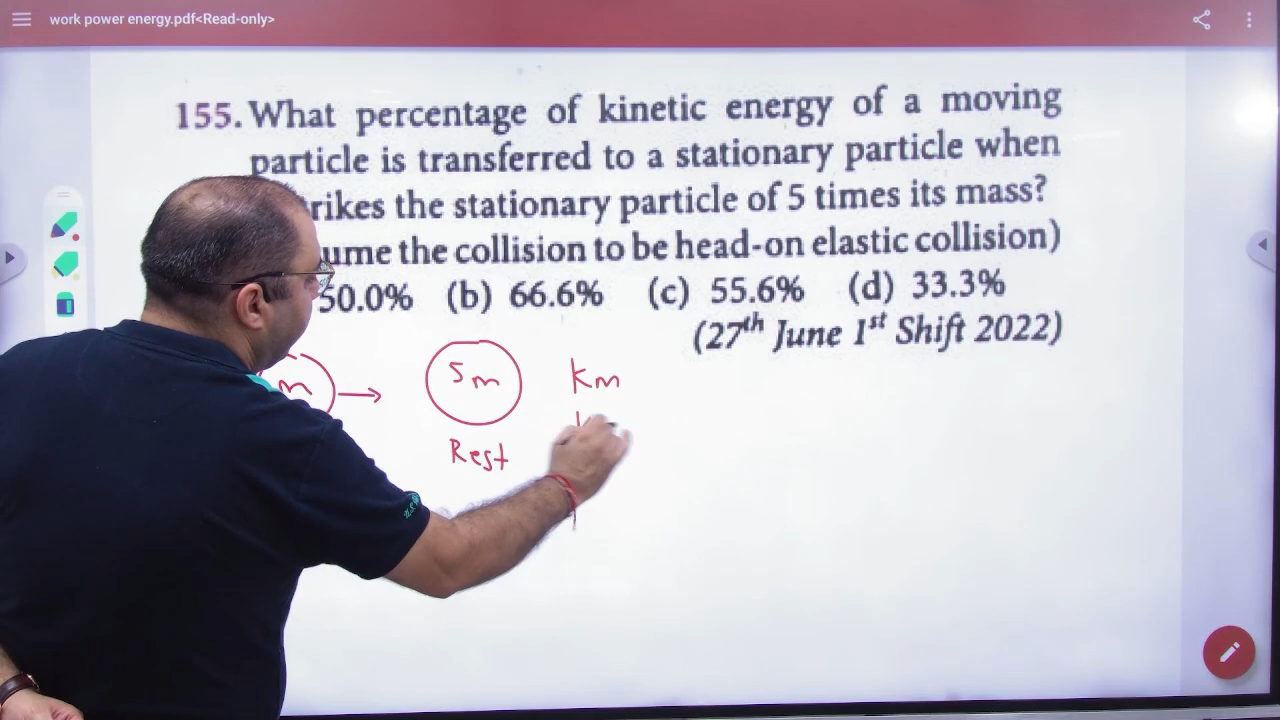 work power energy.pdf<Read-only>
155. What percentage of kinetic energy of a moving
particle is transferred to a stationary particle when
the stationary particle of 5 times its mass?
the collision to be head-on elastic collision)
50.0% (b) 66.6% (c) 55.6% (d) 33.3%
(27th June 1st Shift 2022)
m → 5m Km
Rest